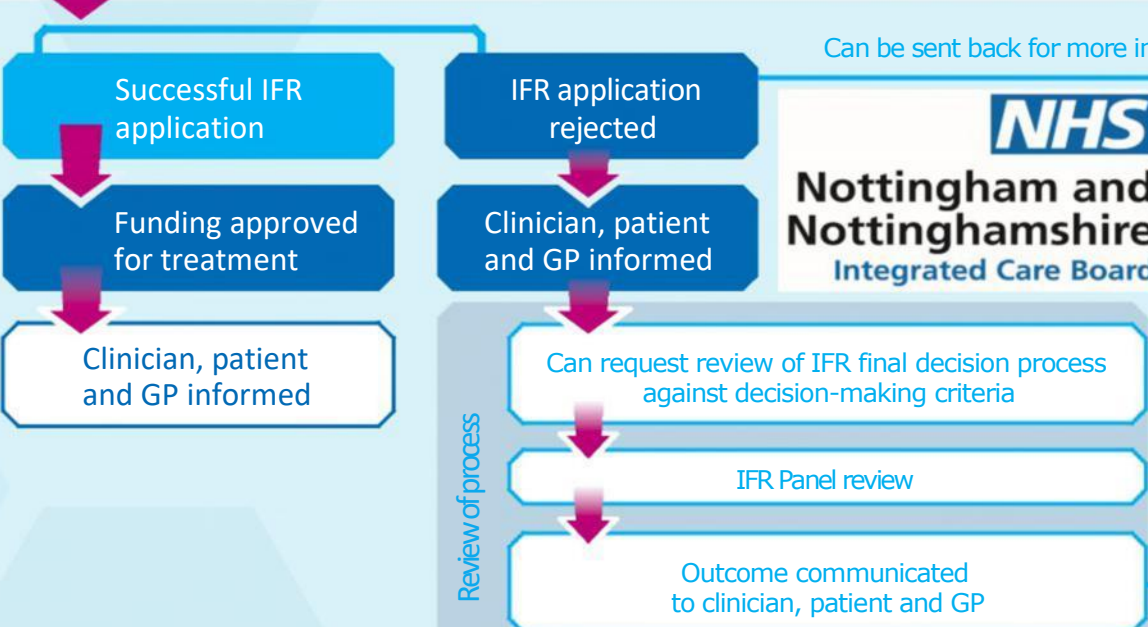 Can be sent back for more in
Successful IFR
application
IFR application
rejected
NHS
Nottingham and
Nottinghamshire
Integrated Care Board
Funding approved
for treatment
Clinician, patient
and GP informed
Clinician, patient
and GP informed
Review of process
Can request review of IFR final decision process
against decision-making criteria
IFR Panel review
Outcome communicated
to clinician, patient and GP